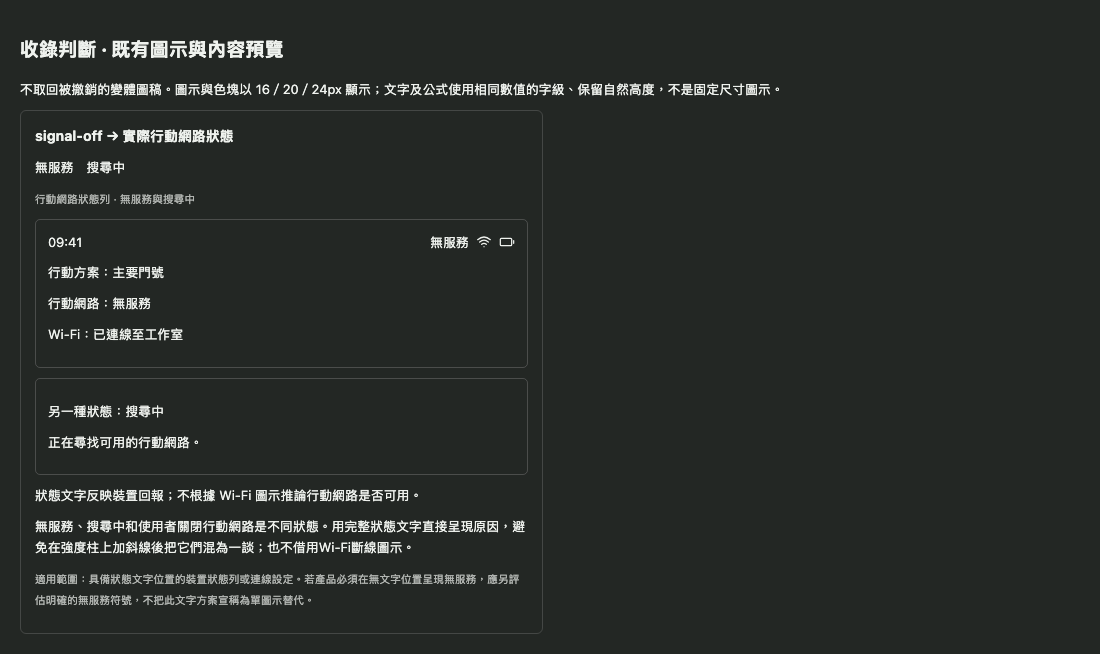 收錄判斷 · 既有圖示與內容預覽
不取回被撤銷的變體圖稿。圖示與色塊以 16 / 20 / 24px 顯示；文字及公式使用相同數值的字級、保留自然高度，不是固定尺寸圖示。
signal-off → 實際行動網路狀態
無服務　搜尋中
行動網路狀態列 · 無服務與搜尋中
09:41 無服務
行動方案：主要門號
行動網路：無服務
Wi-Fi：已連線至工作室
另一種狀態：搜尋中
正在尋找可用的行動網路。
狀態文字反映裝置回報；不根據 Wi-Fi 圖示推論行動網路是否可用。
無服務、搜尋中和使用者關閉行動網路是不同狀態。用完整狀態文字直接呈現原因，避
免在強度柱上加斜線後把它們混為一談；也不借用Wi-Fi斷線圖示。
適用範圍：具備狀態文字位置的裝置狀態列或連線設定。若產品必須在無文字位置呈現無服務，應另評
估明確的無服務符號，不把此文字方案宣稱為單圖示替代。